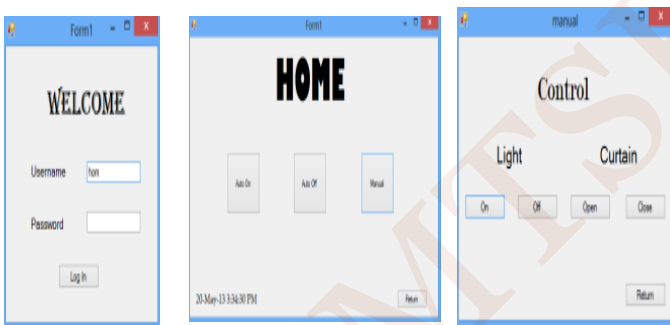 Form1
WELCOME
Username hom
Password
Log in
Form1
HOME
Auto On Auto Off Manual
20-May-13 3:34:30 PM Return
manual
Control
Light Curtain
On Off Open Close
Return